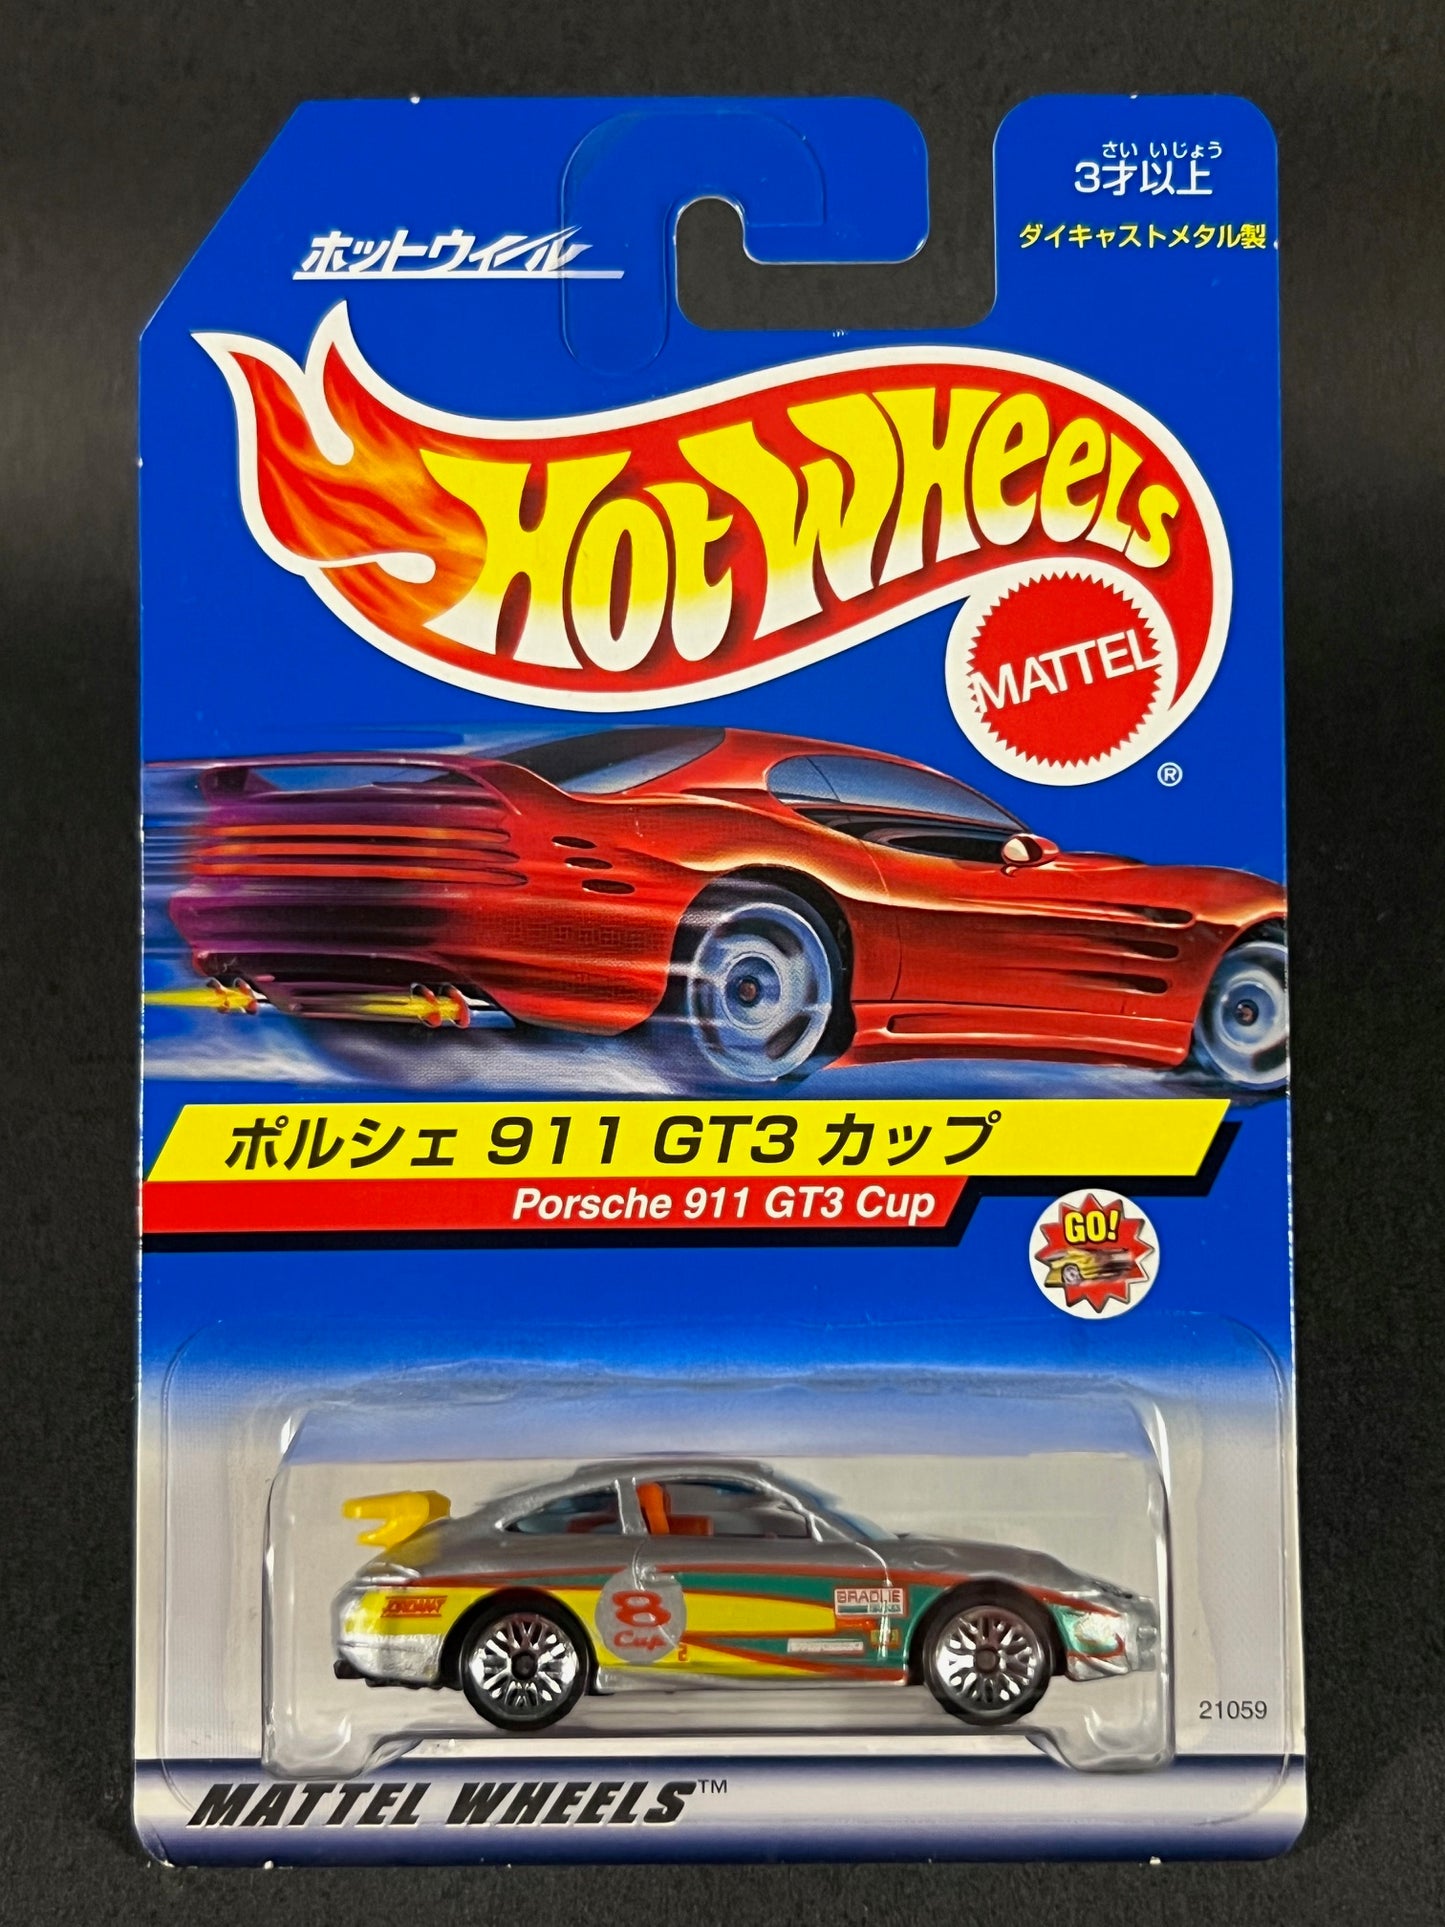 さい いじょう
3才以上
ダイキャストメタル製
ホットウィール
Hot Wheels
MATTEL
®
ポルシェ 911 GT3 カップ
Porsche 911 GT3 Cup
GO!
8
Cup
2
BRADLIE
21059
MATTEL WHEELS™